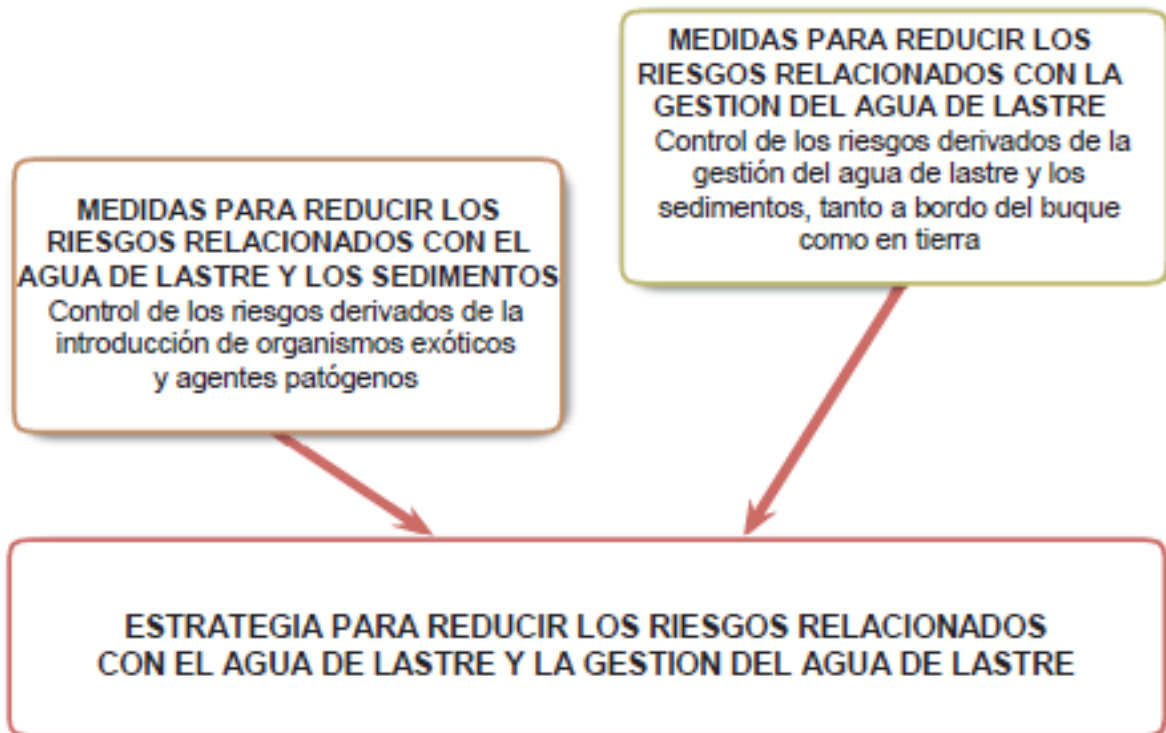 MEDIDAS PARA REDUCIR LOS
RIESGOS RELACIONADOS CON LA
GESTION DEL AGUA DE LASTRE
Control de los riesgos derivados de la
gestión del agua de lastre y los
sedimentos, tanto a bordo del buque
como en tierra
MEDIDAS PARA REDUCIR LOS
RIESGOS RELACIONADOS CON EL
AGUA DE LASTRE Y LOS SEDIMENTOS
Control de los riesgos derivados de la
introducción de organismos exóticos
y agentes patógenos
ESTRATEGIA PARA REDUCIR LOS RIESGOS RELACIONADOS
CON EL AGUA DE LASTRE Y LA GESTION DEL AGUA DE LASTRE